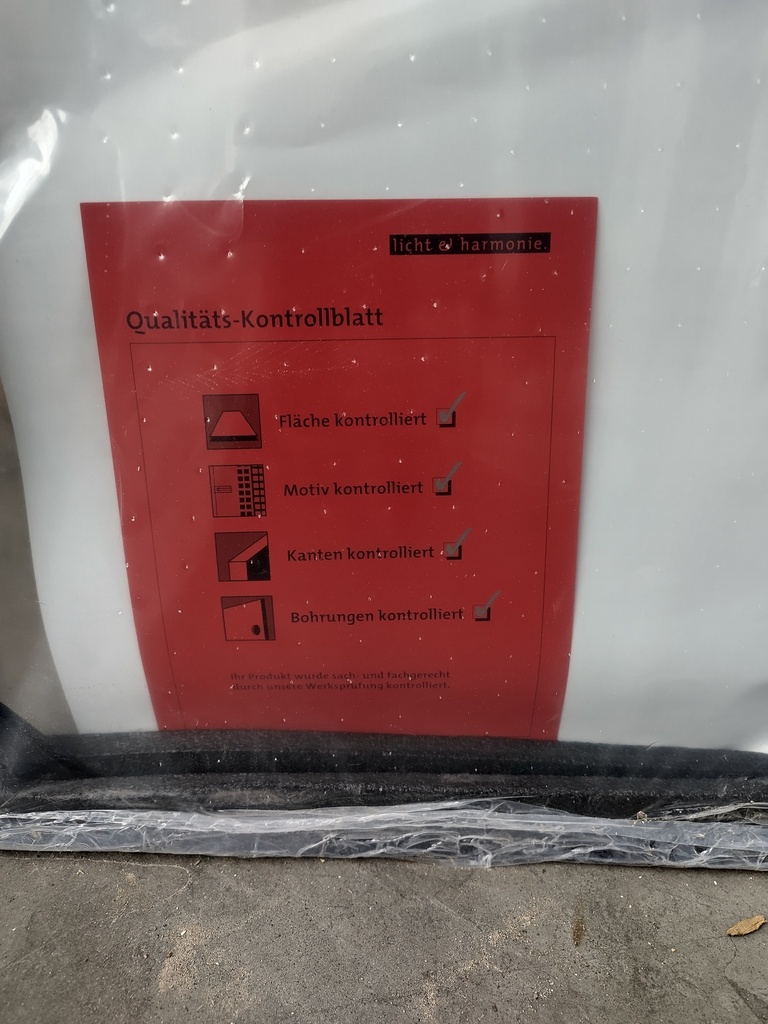 licht & harmonie.
Qualitäts-Kontrollblatt
Fläche kontrolliert
Motiv kontrolliert
Kanten kontrolliert
Bohrungen kontrolliert
Ihr Produkt wurde sach- und fachgerecht
durch unsere Werksprüfung kontrolliert.